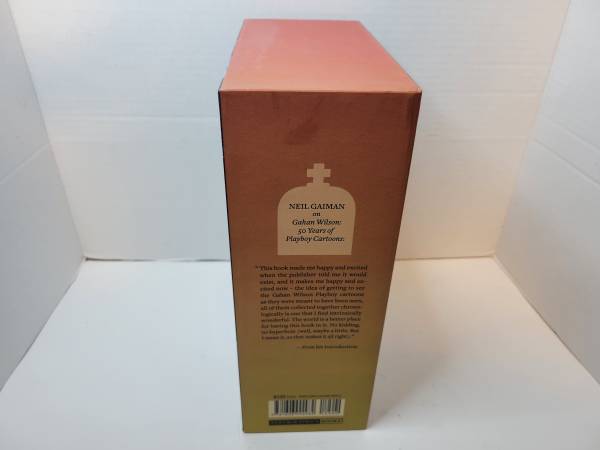 NEIL GAIMAN
on
Gahan Wilson:
50 Years of
Playboy Cartoons:
"This book made me happy and excited
when the publisher told me it would
exist, and it makes me happy and ex-
cited now – the idea of getting to see
the Gahan Wilson Playboy cartoons
as they were meant to have been seen,
all of them collected together chrono-
logically is one that I find intrinsically
wonderful. The world is a better place
for having this book in it. No kidding,
no hyperbole (well, maybe a little. But
I mean it, so that makes it all right)."
—from his introduction